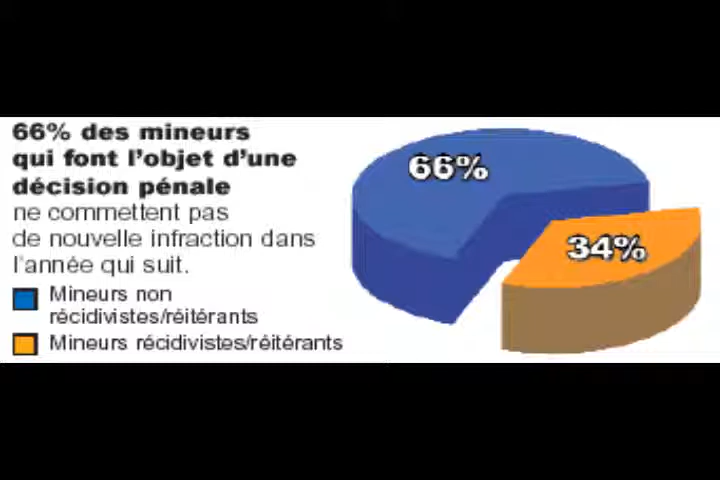 66% des mineurs
qui font l’objet d’une
décision pénale
ne commettent pas
de nouvelle infraction dans
l’année qui suit.
Mineurs non
récidivistes/réitérants
Mineurs récidivistes/réitérants
66%
34%